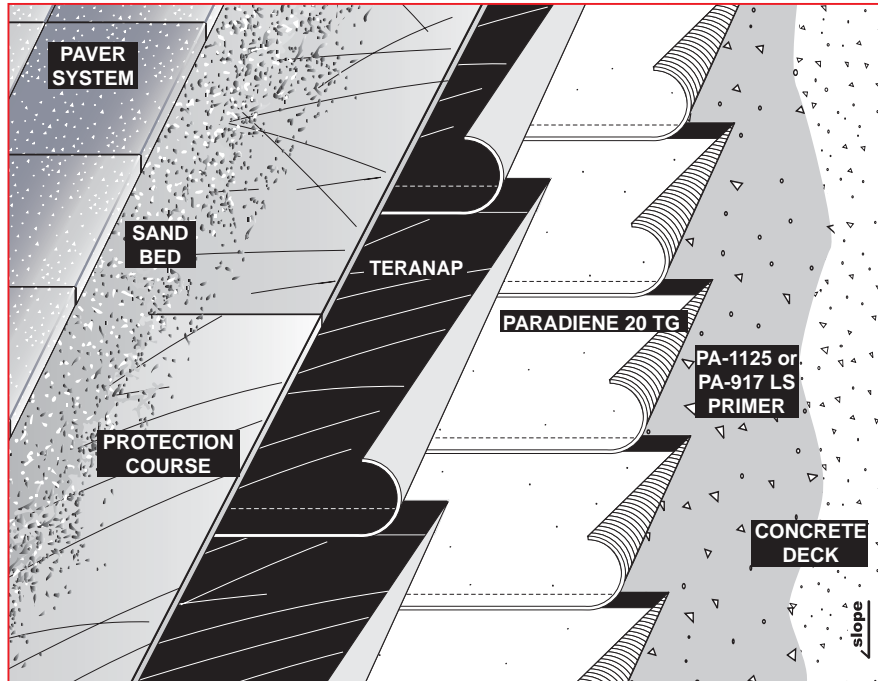 PAVER
SYSTEM
SAND
BED
TERANAP
PARADIENE 20 TG
PA-1125 or
PA-917 LS
PRIMER
PROTECTION
COURSE
CONCRETE
DECK
slope